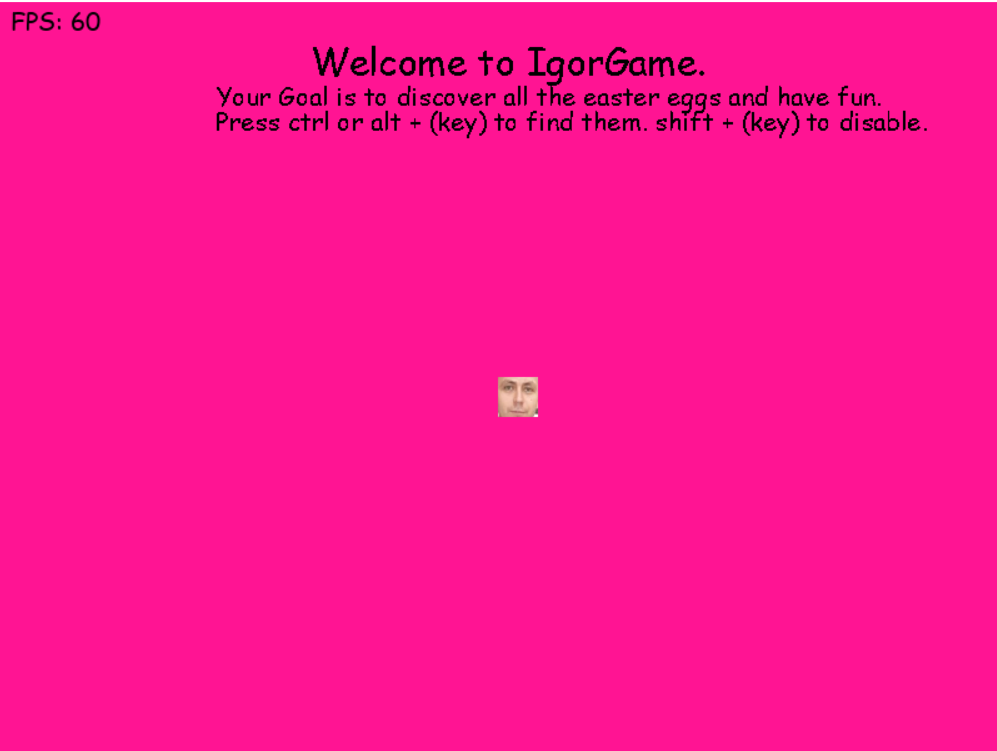 FPS: 60
Welcome to IgorGame.
Your Goal is to discover all the easter eggs and have fun.
Press ctrl or alt + (key) to find them. shift + (key) to disable.